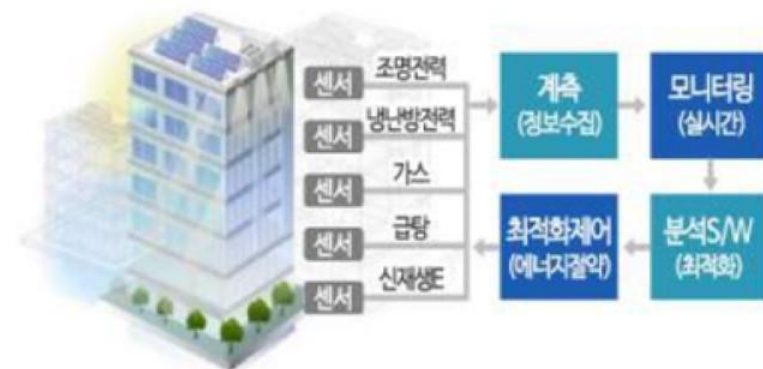 센서 조명전력
센서 냉난방전력
센서 가스
센서 급탕
센서 신재생E
계측
(정보수집)
모니터링
(실시간)
최적화제어
(에너지절약)
분석S/W
(최적화)